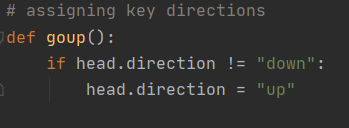 # assigning key directions
def goup():
    if head.direction != "down":
        head.direction = "up"